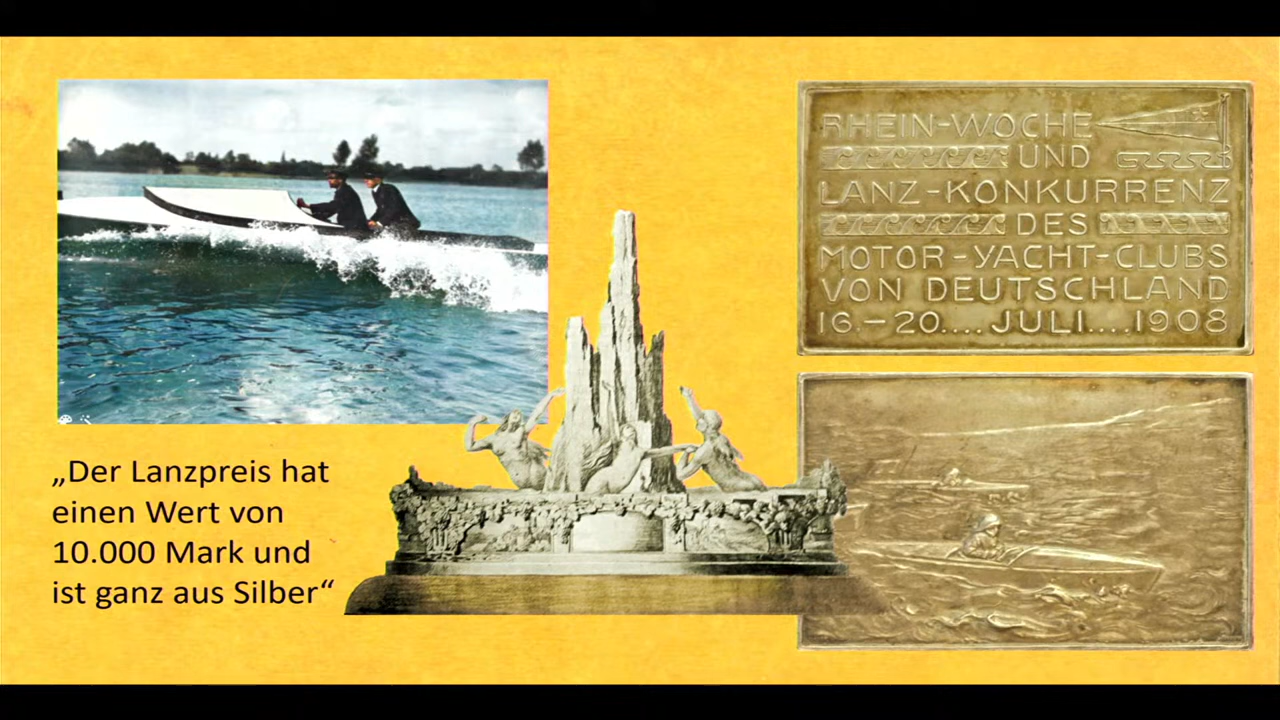 „Der Lanzpreis hat
einen Wert von
10.000 Mark und
ist ganz aus Silber“
RHEIN-WOCHE
UND
LANZ-KONKURRENZ
DES
MOTOR-YACHT-CLUBS
VON DEUTSCHLAND
16.–20....JULI....1908